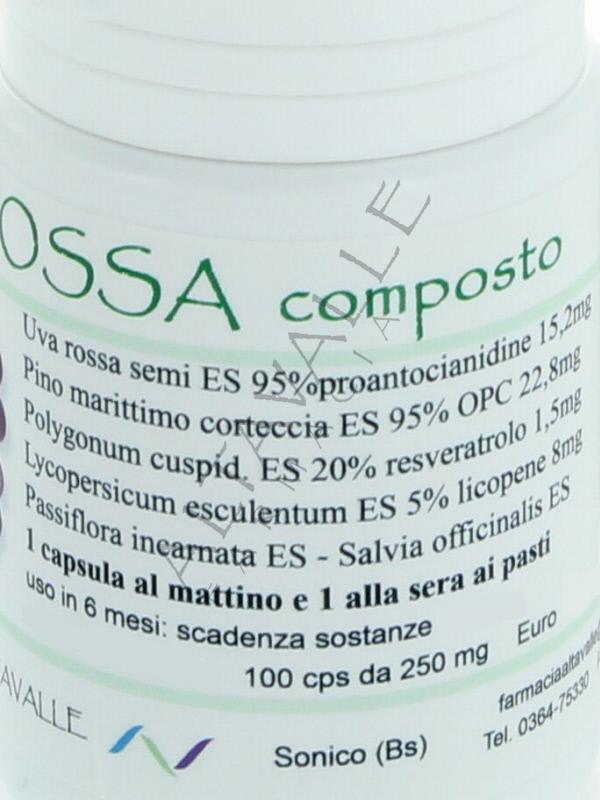 OSSA composto
Uva rossa semi ES 95%proantocianidine 15,2mg
Pino marittimo corteccia ES 95% OPC 22,8mg
Polygonum cuspid. ES 20% resveratrolo 1,5mg
Lycopersicum esculentum ES 5% licopene 8mg
Passiflora incarnata ES - Salvia officinalis ES
1 capsula al mattino e 1 alla sera ai pasti
uso in 6 mesi: scadenza sostanze
100 cps da 250 mg Euro
AVALLE
Sonico (Bs)
farmaciaaltavalle@
Tel. 0364-75330
ALTAVALLE
FARMACIA